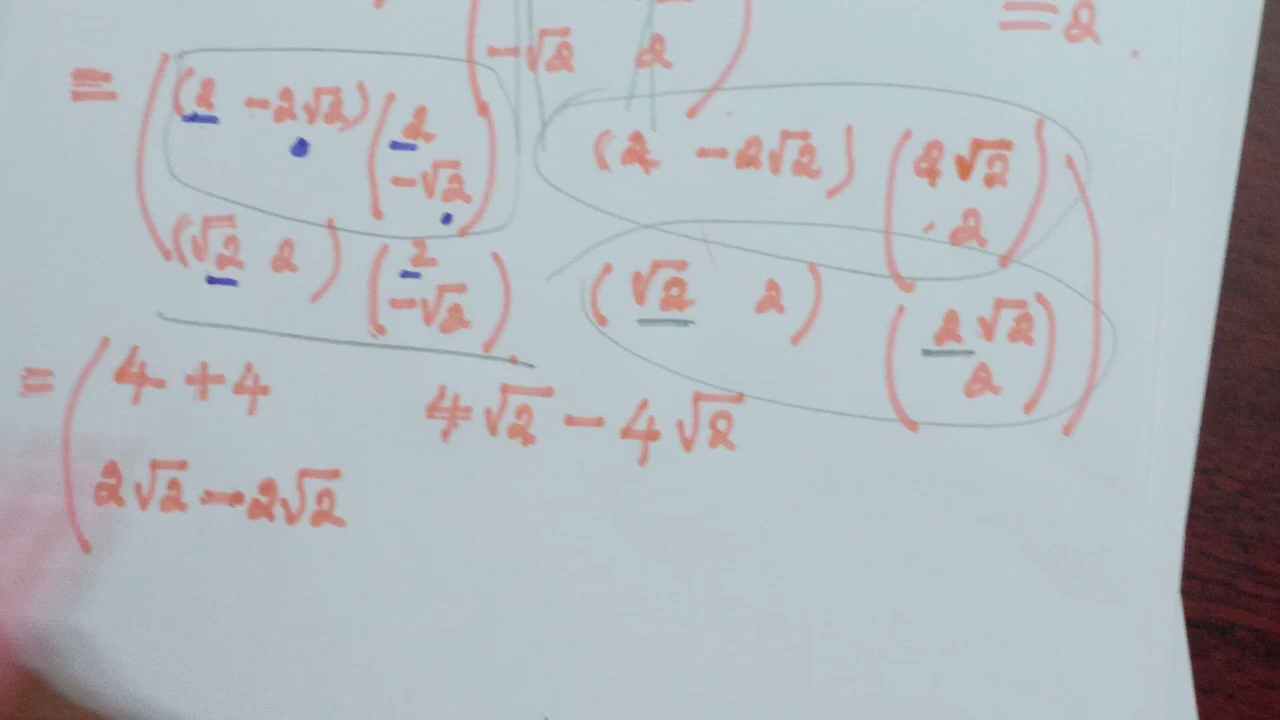 -√2 2 ) = 2
= ( (2 -2√2) ( 2 -√2 ) (2 -2√2) ( 2√2 2 )
(√2 2) ( 2 -√2 ) (√2 2) ( 2√2 2 ) )
= ( 4 + 4 4√2 - 4√2
2√2 - 2√2